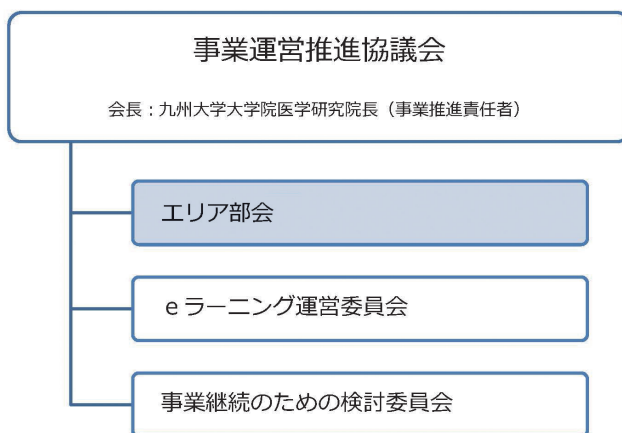 事業運営推進協議会
会長：九州大学大学院医学研究院長（事業推進責任者）
エリア部会
eラーニング運営委員会
事業継続のための検討委員会